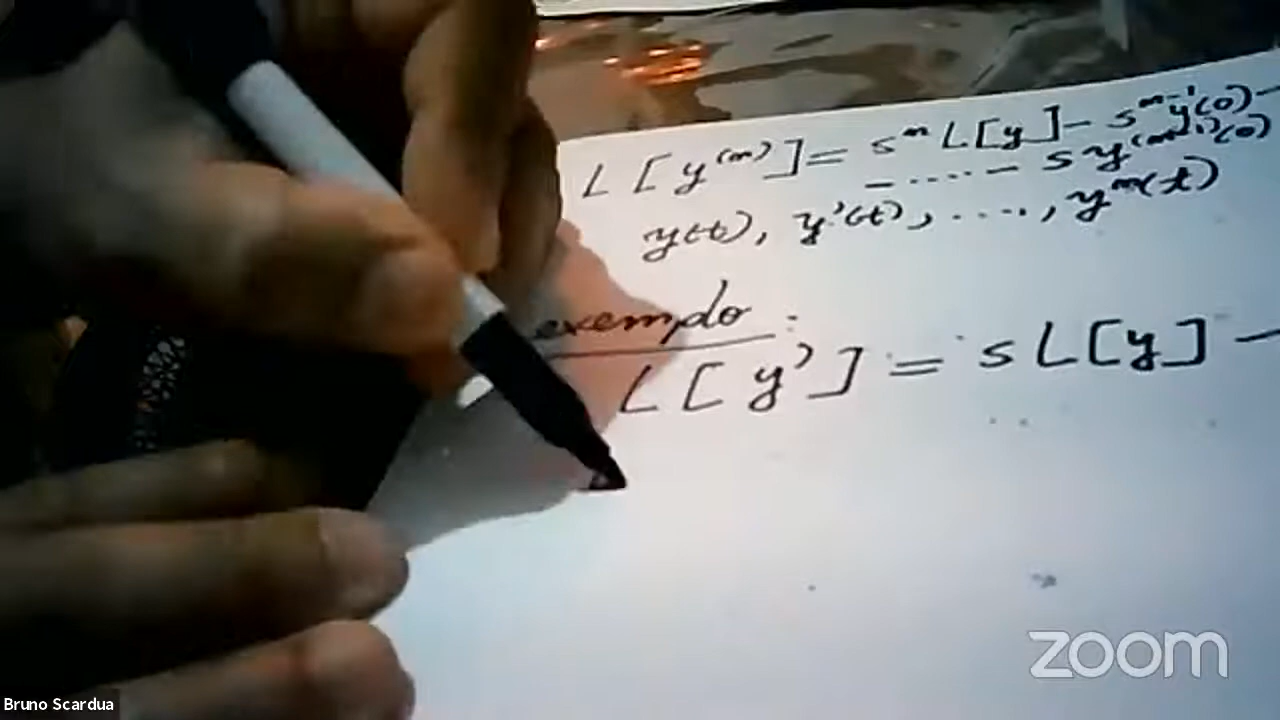 L[y^(n)] = s^n L[y] - s^(n-1) y(0) -
- ..... - s y^(n-1)(0)
y(t), y'(t), ...., y^n(t)
exemplo :
L[y'] = s L[y] -
zoom
Bruno Scardua